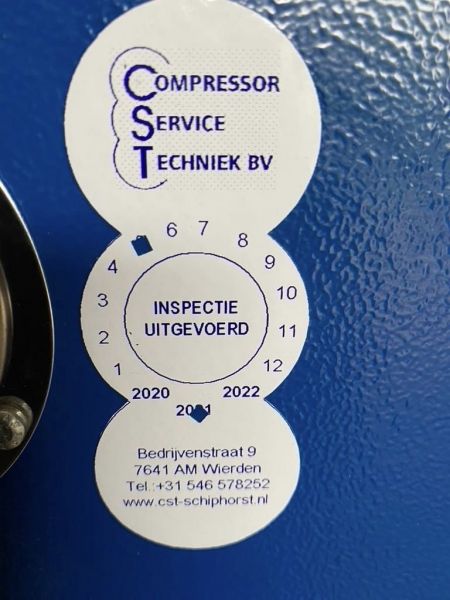 COMPRESSOR
SERVICE
TECHNIEK BV
1 2 3 4 6 7 8 9 10 11 12
INSPECTIE
UITGEVOERD
2020 2022
Bedrijvenstraat 9
7641 AM Wierden
Tel.:+31 546 578252
www.cst-schiphorst.nl